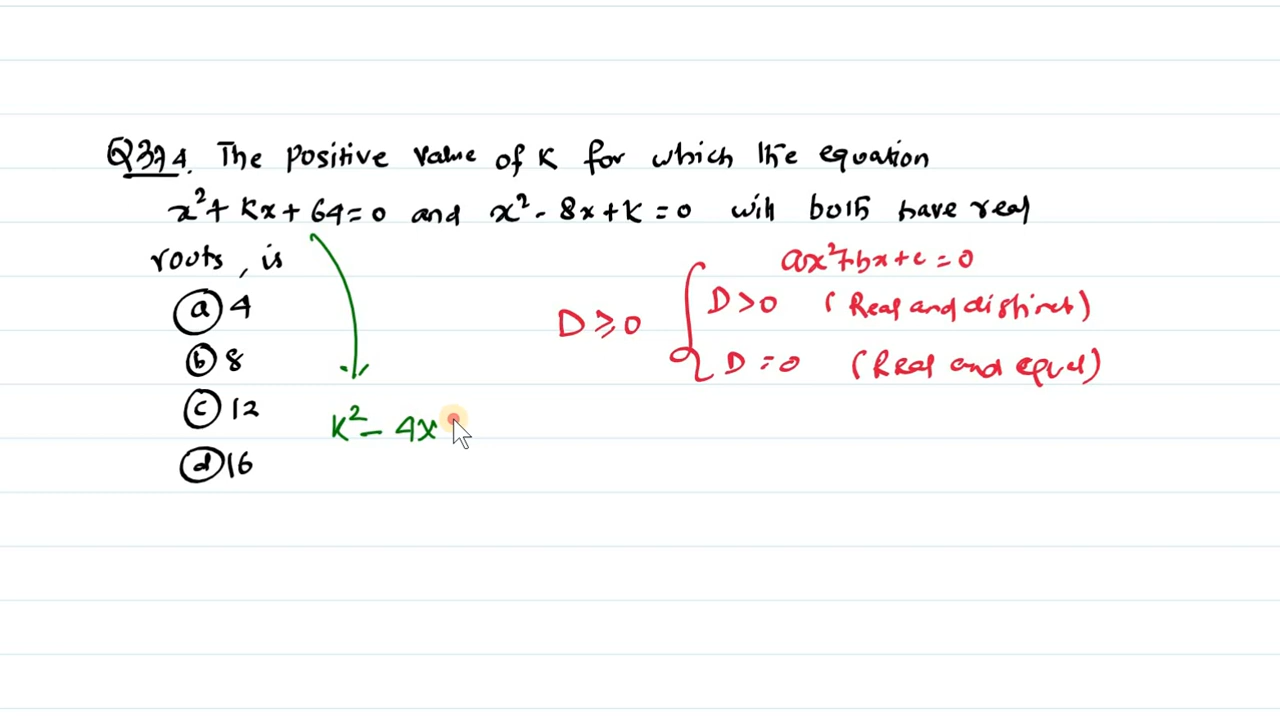 Q374. The positive value of K for which the equation
x²+ Kx + 64 = 0 and x² - 8x + K = 0 will both have real
roots, is
(a) 4
(b) 8
(c) 12
(d) 16
ax²+bx+c = 0
D ≥ 0 { D > 0 (Real and distinct)
D = 0 (Real and equal)
K² - 4x